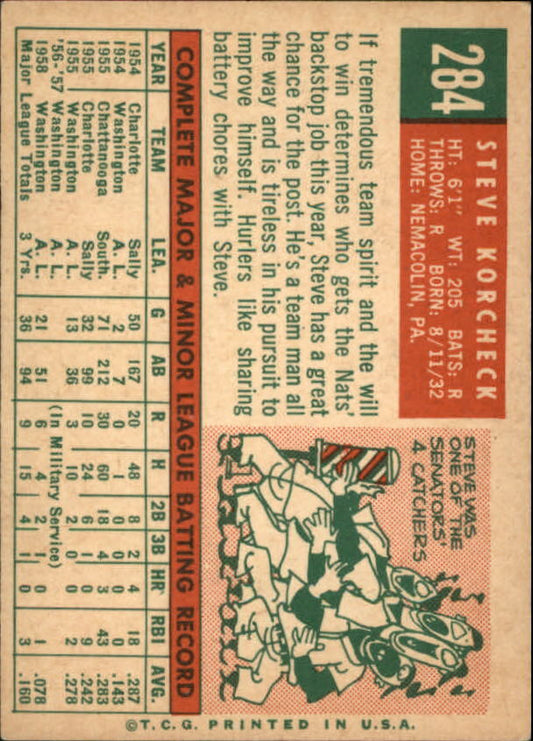 284
STEVE KORCHECK
HT: 6'1" WT: 205 BATS: R
THROWS: R BORN: 8/11/32
HOME: NEMACOLIN, PA.
If tremendous team spirit and the will
to win determines who gets the Nats'
backstop job this year, Steve has a great
chance for the post. He's a team man all
the way and is tireless in his pursuit to
improve himself. Hurlers like sharing
battery chores with Steve.
STEVE WAS
ONE OF THE
SENATORS'
4 CATCHERS
COMPLETE MAJOR & MINOR LEAGUE BATTING RECORD
YEAR TEAM LEA. G AB R H 2B 3B HR RBI AVG.
1954 Charlotte Sally 50 167 20 48 8 2 4 18 .287
1954 Washington A. L. 2 7 0 1 0 0 0 0 .143
1955 Chattanooga South. 71 212 30 60 18 4 3 43 .283
1955 Charlotte Sally 32 99 10 24 6 1 0 9 .242
1955 Washington A. L. 13 36 3 10 2 0 0 2 .278
'56-'57 Washington A. L. (In Military Service)
1958 Washington A. L. 21 51 6 4 2 1 0 1 .078
Major League Totals 3 Yrs. 36 94 9 15 4 1 0 3 .160
©T.C.G. PRINTED IN U.S.A.